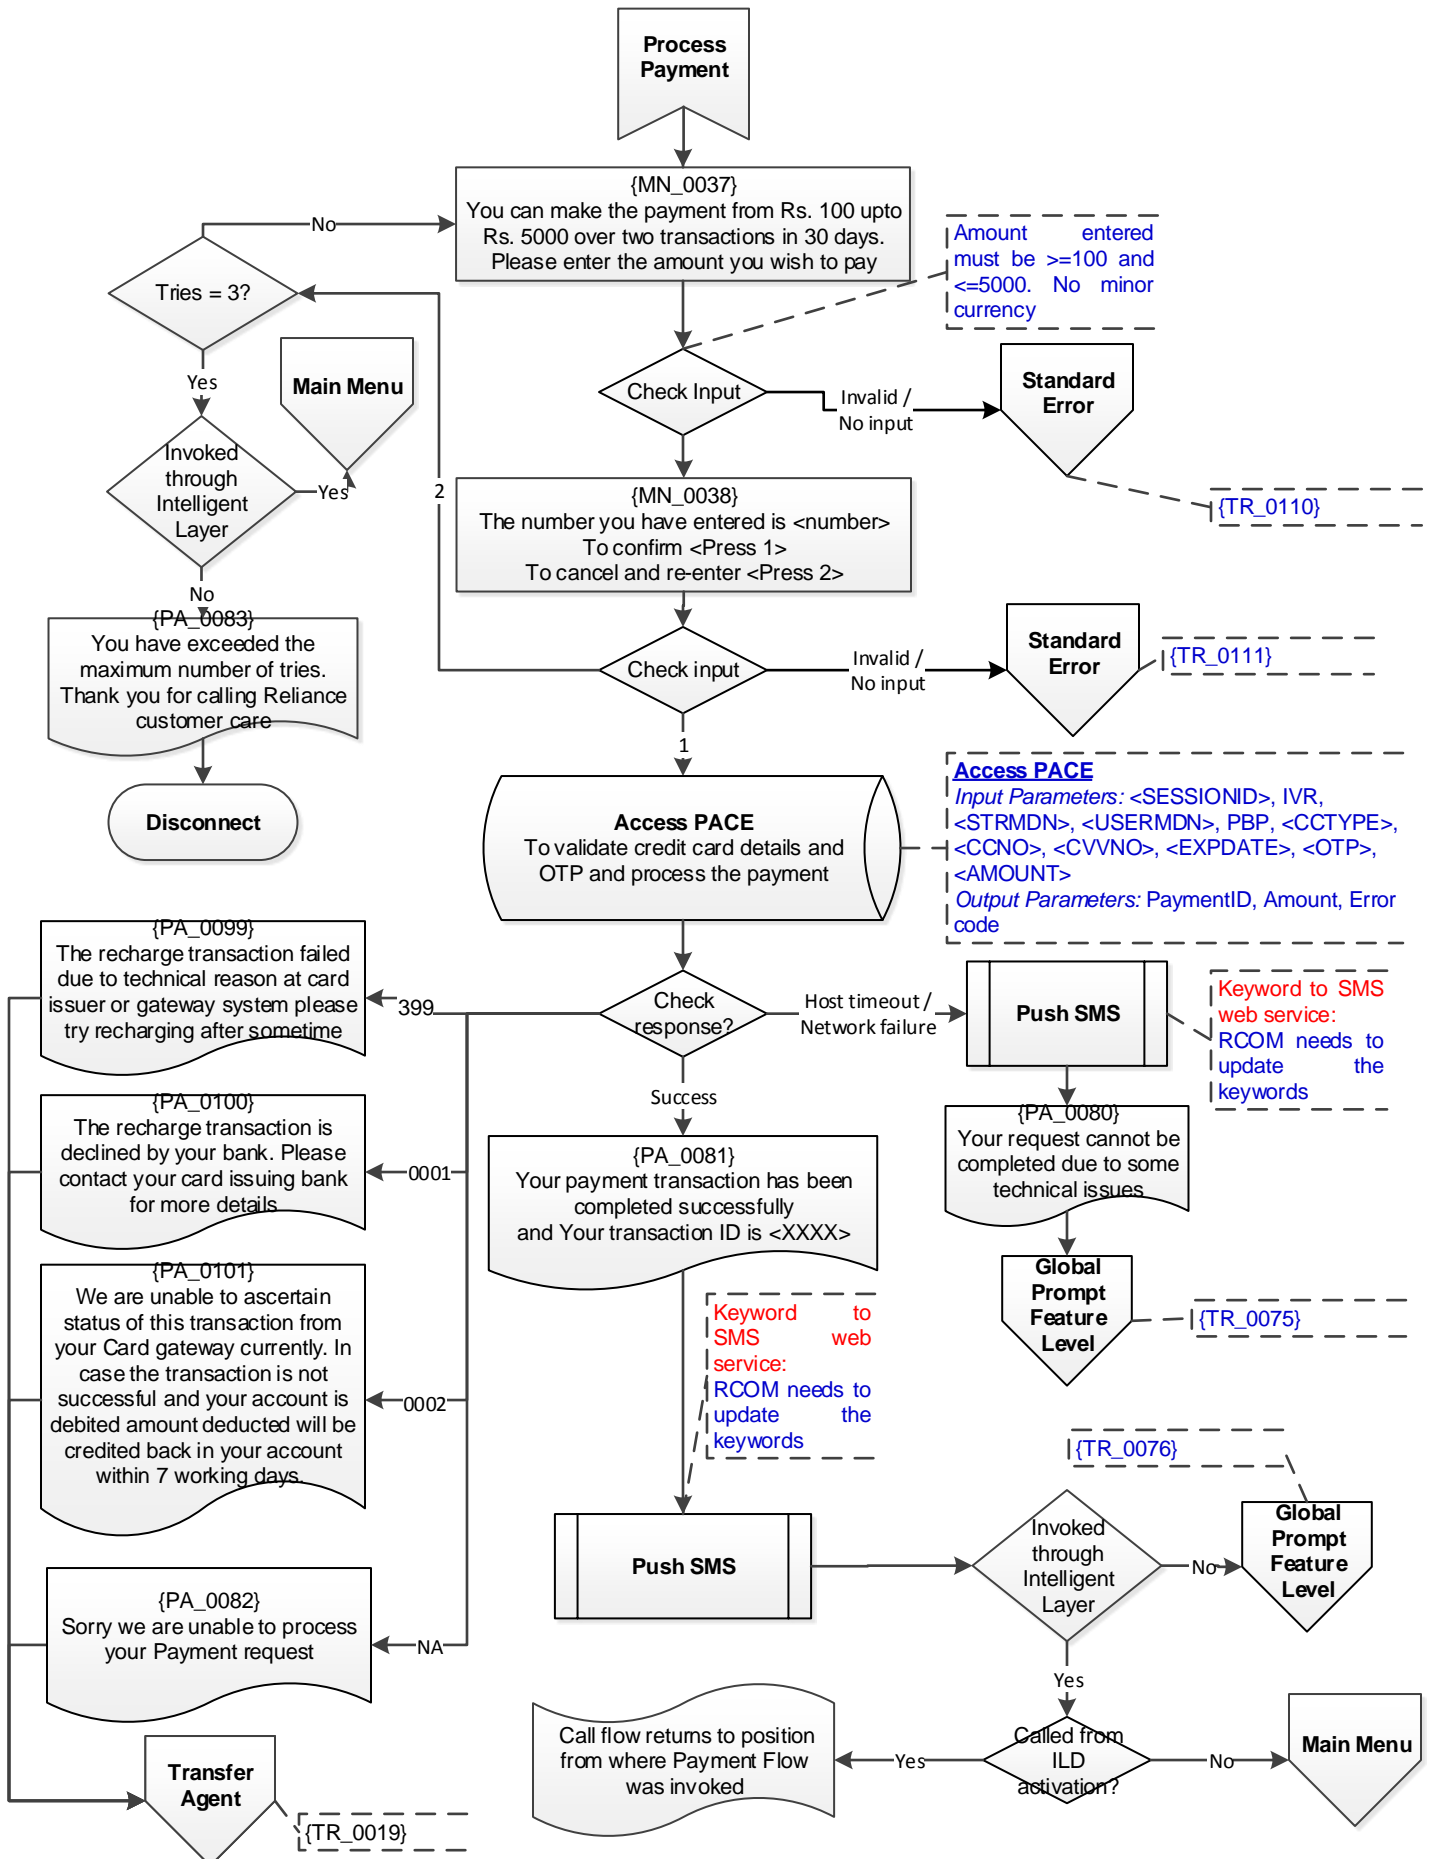 Process
Payment
{MN_0037}
You can make the payment from Rs. 100 upto
Rs. 5000 over two transactions in 30 days.
Please enter the amount you wish to pay
No
Amount entered
must be >=100 and
<=5000. No minor
currency
Tries = 3?
Yes
Main Menu
Check Input
Invalid /
No input
Standard
Error
{TR_0110}
Invoked
through
Intelligent
Layer
Yes
2
{MN_0038}
The number you have entered is <number>
To confirm <Press 1>
To cancel and re-enter <Press 2>
No
{PA_0083}
You have exceeded the
maximum number of tries.
Thank you for calling Reliance
customer care
Check input
Invalid /
No input
Standard
Error
{TR_0111}
1
Disconnect
Access PACE
To validate credit card details and
OTP and process the payment
Access PACE
Input Parameters: <SESSIONID>, IVR,
<STRMDN>, <USERMDN>, PBP, <CCTYPE>,
<CCNO>, <CVVNO>, <EXPDATE>, <OTP>,
<AMOUNT>
Output Parameters: PaymentID, Amount, Error
code
{PA_0099}
The recharge transaction failed
due to technical reason at card
issuer or gateway system please
try recharging after sometime
399
Check
response?
Host timeout /
Network failure
Push SMS
Keyword to SMS
web service:
RCOM needs to
update the
keywords
Success
{PA_0100}
The recharge transaction is
declined by your bank. Please
contact your card issuing bank
for more details
0001
{PA_0081}
Your payment transaction has been
completed successfully
and Your transaction ID is <XXXX>
{PA_0080}
Your request cannot be
completed due to some
technical issues
Global
Prompt
Feature
Level
{TR_0075}
{PA_0101}
We are unable to ascertain
status of this transaction from
your Card gateway currently. In
case the transaction is not
successful and your account is
debited amount deducted will be
credited back in your account
within 7 working days.
0002
Keyword to
SMS web
service:
RCOM needs to
update the
keywords
{TR_0076}
Push SMS
Invoked
through
Intelligent
Layer
No
Global
Prompt
Feature
Level
{PA_0082}
Sorry we are unable to process
your Payment request
NA
Yes
Call flow returns to position
from where Payment Flow
was invoked
Yes
Called from
ILD
activation?
No
Main Menu
Transfer
Agent
{TR_0019}